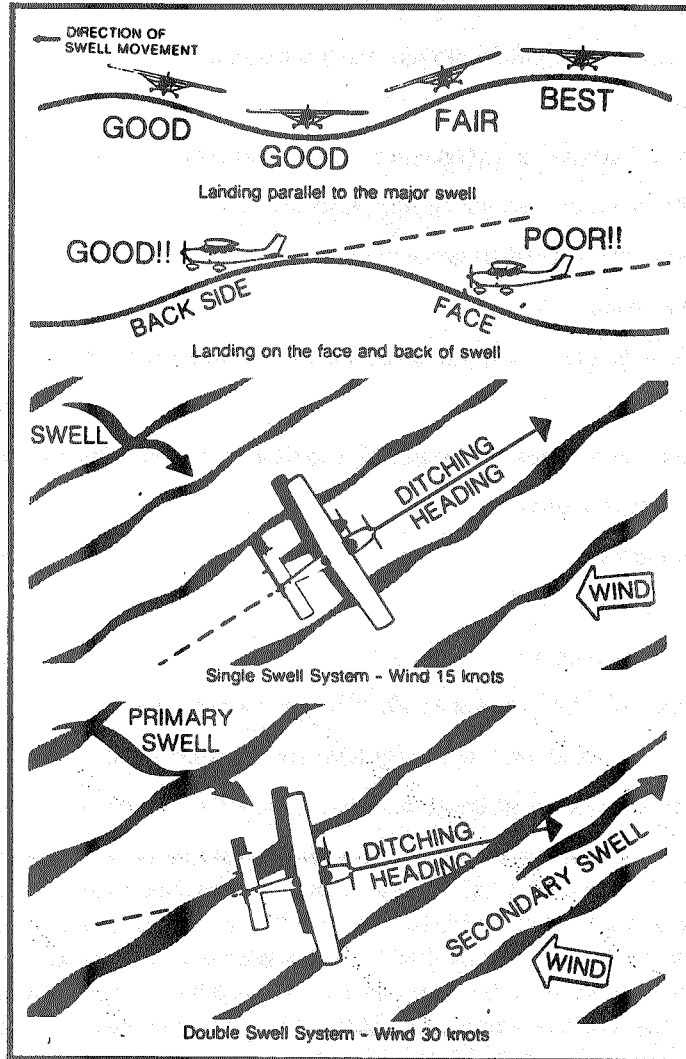 DIRECTION OF
SWELL MOVEMENT
GOOD
GOOD
FAIR
BEST
Landing parallel to the major swell
GOOD!!
POOR!!
BACK SIDE
FACE
Landing on the face and back of swell
SWELL
DITCHING
HEADING
WIND
Single Swell System - Wind 15 knots
PRIMARY
SWELL
DITCHING
HEADING
SECONDARY SWELL
WIND
Double Swell System - Wind 30 knots